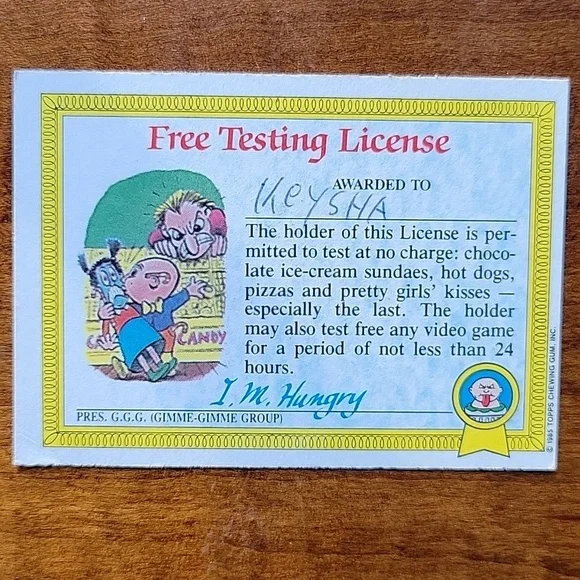 Free Testing License
AWARDED TO
KeySHA
The holder of this License is per-
mitted to test at no charge: choco-
late ice-cream sundaes, hot dogs,
pizzas and pretty girls' kisses —
especially the last. The holder
may also test free any video game
for a period of not less than 24
hours.
CANDY
I. M. Hungry
PRES. G.G.G. (GIMME-GIMME GROUP)
© 1985 TOPPS CHEWING GUM, INC.